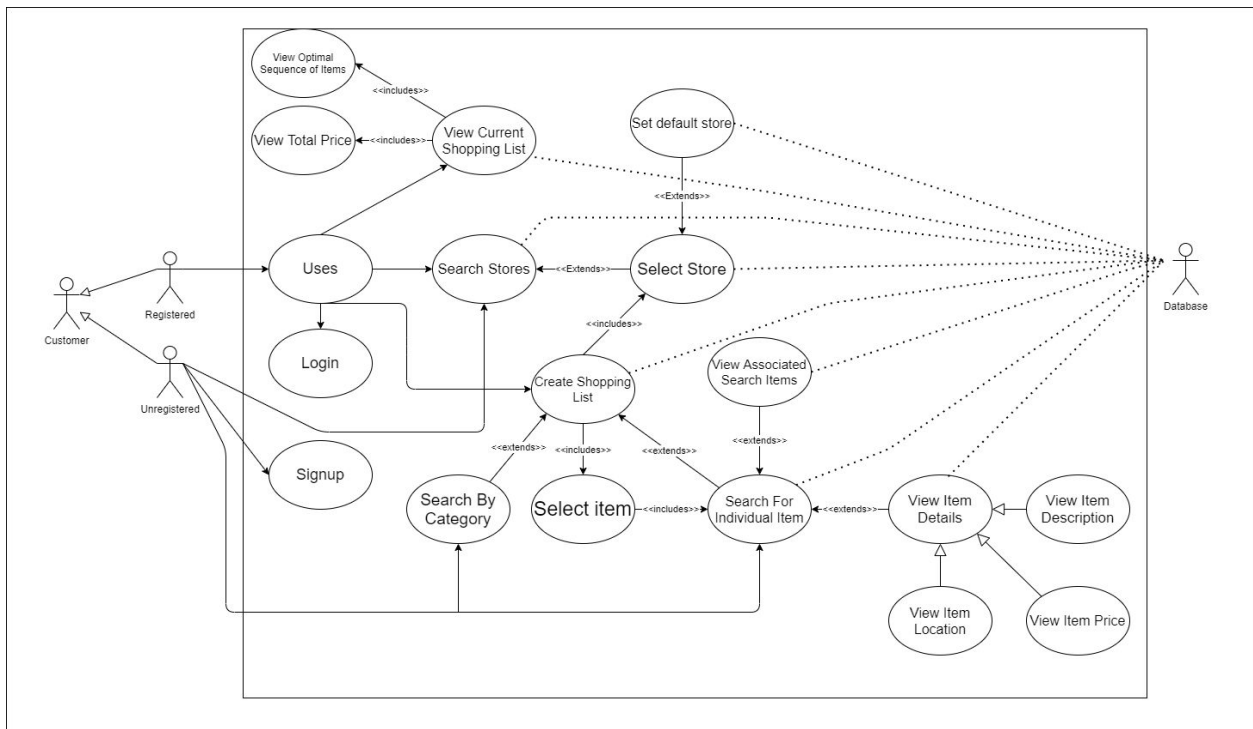 View Optimal
Sequence of Items
<<includes>>
View Total Price
<<includes>>
View Current
Shopping List
Set default store
<<Extends>>
Uses
Search Stores
<<Extends>>
Select Store
Registered
Customer
Database
<<includes>>
Login
Create Shopping
List
View Associated
Search Items
Unregistered
<<extends>>
<<includes>>
<<extends>>
<<extends>>
Signup
Search By
Category
Select item
<<includes>>
Search For
Individual Item
<<extends>>
View Item
Details
View Item
Description
View Item
Location
View Item Price